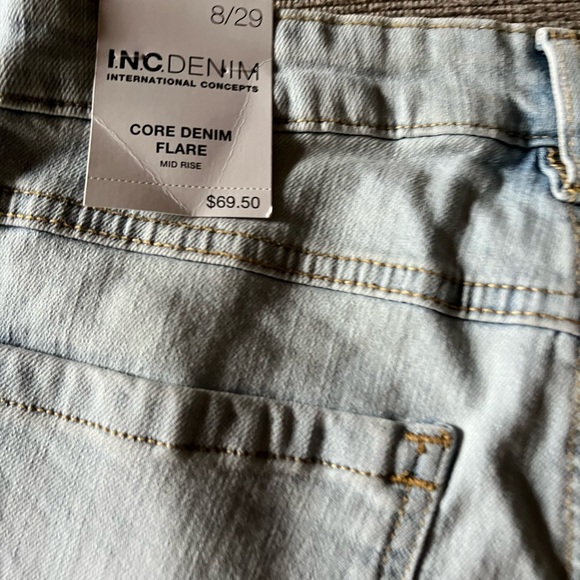 8/29
I.N.C.DENIM
INTERNATIONAL CONCEPTS
CORE DENIM
FLARE
MID RISE
$69.50